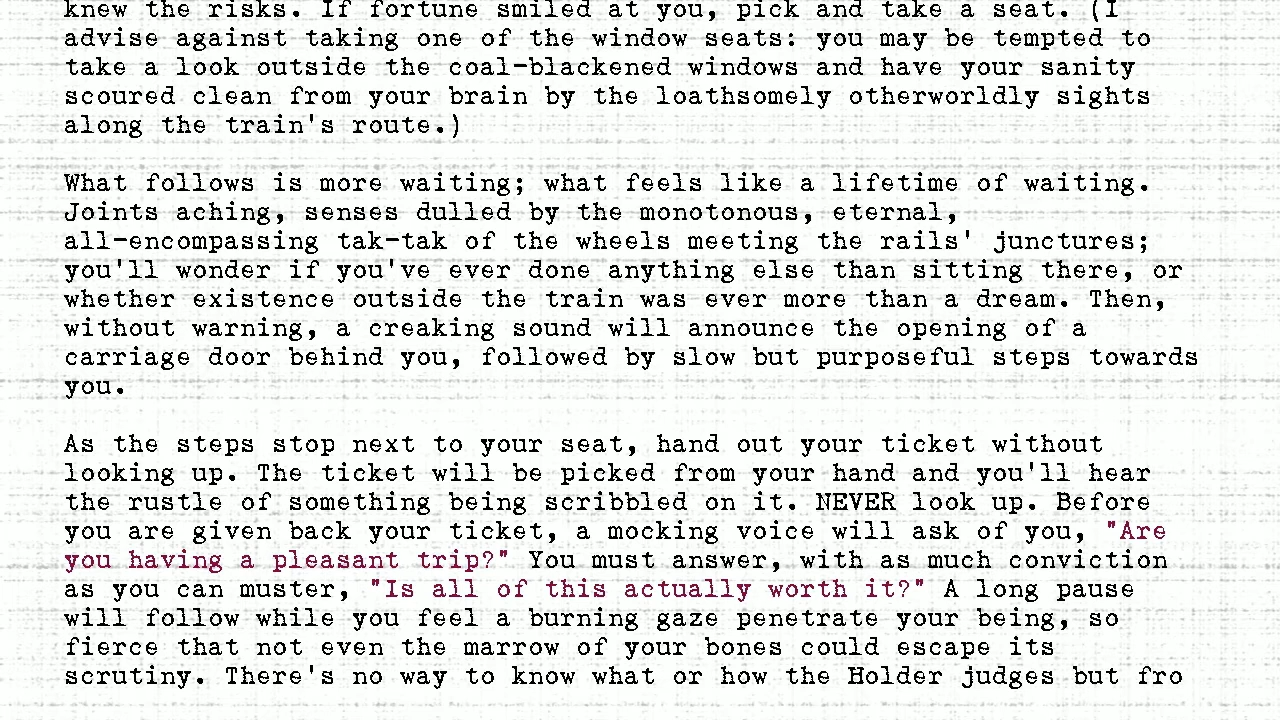 knew the risks. If fortune smiled at you, pick and take a seat. (I
advise against taking one of the window seats: you may be tempted to
take a look outside the coal-blackened windows and have your sanity
scoured clean from your brain by the loathsomely otherworldly sights
along the train's route.)
What follows is more waiting; what feels like a lifetime of waiting.
Joints aching, senses dulled by the monotonous, eternal,
all-encompassing tak-tak of the wheels meeting the rails' junctures;
you'll wonder if you've ever done anything else than sitting there, or
whether existence outside the train was ever more than a dream. Then,
without warning, a creaking sound will announce the opening of a
carriage door behind you, followed by slow but purposeful steps towards
you.
As the steps stop next to your seat, hand out your ticket without
looking up. The ticket will be picked from your hand and you'll hear
the rustle of something being scribbled on it. NEVER look up. Before
you are given back your ticket, a mocking voice will ask of you, "Are
you having a pleasant trip?" You must answer, with as much conviction
as you can muster, "Is all of this actually worth it?" A long pause
will follow while you feel a burning gaze penetrate your being, so
fierce that not even the marrow of your bones could escape its
scrutiny. There's no way to know what or how the Holder judges but fro